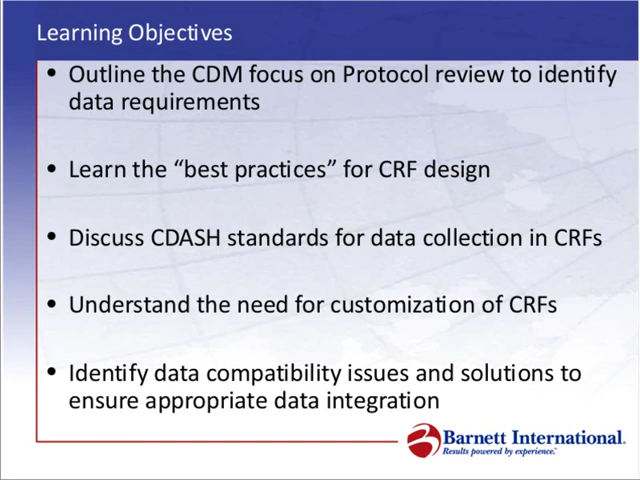 Learning Objectives
• Outline the CDM focus on Protocol review to identify
data requirements
• Learn the “best practices” for CRF design
• Discuss CDASH standards for data collection in CRFs
• Understand the need for customization of CRFs
• Identify data compatibility issues and solutions to
ensure appropriate data integration
Barnett International.
Results powered by experience.™